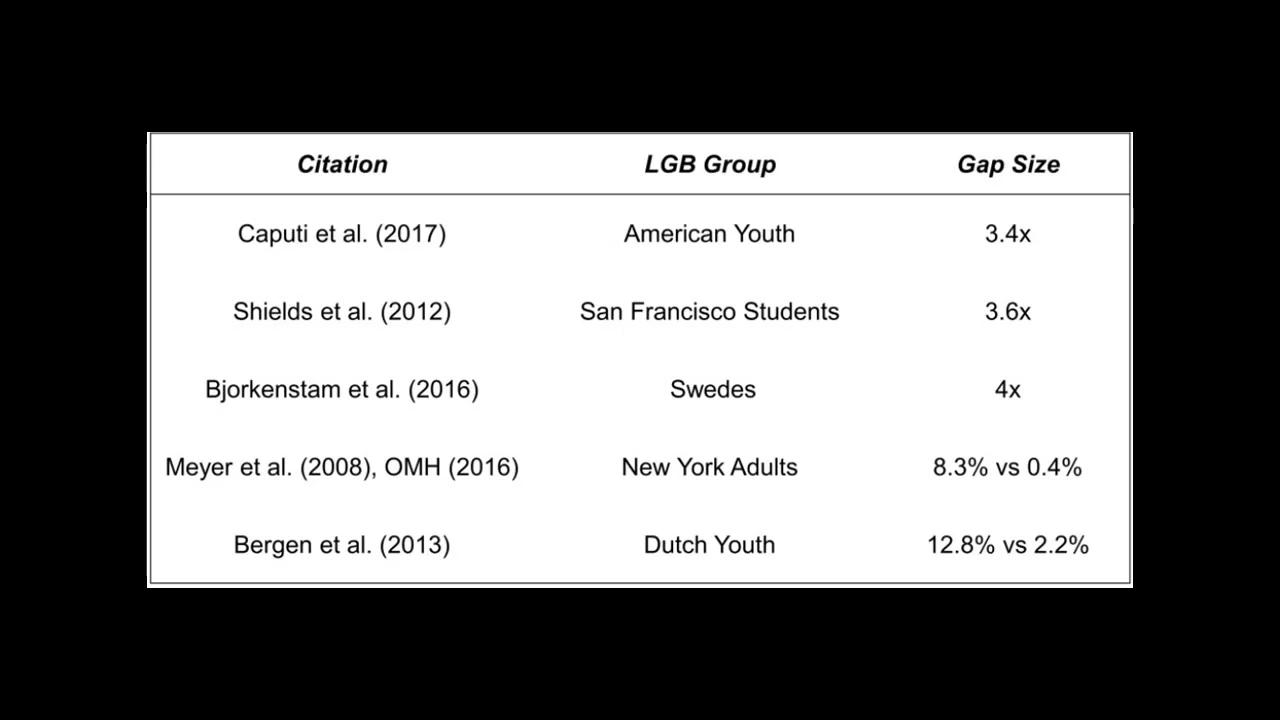 Citation LGB Group Gap Size
Caputi et al. (2017) American Youth 3.4x
Shields et al. (2012) San Francisco Students 3.6x
Bjorkenstam et al. (2016) Swedes 4x
Meyer et al. (2008), OMH (2016) New York Adults 8.3% vs 0.4%
Bergen et al. (2013) Dutch Youth 12.8% vs 2.2%